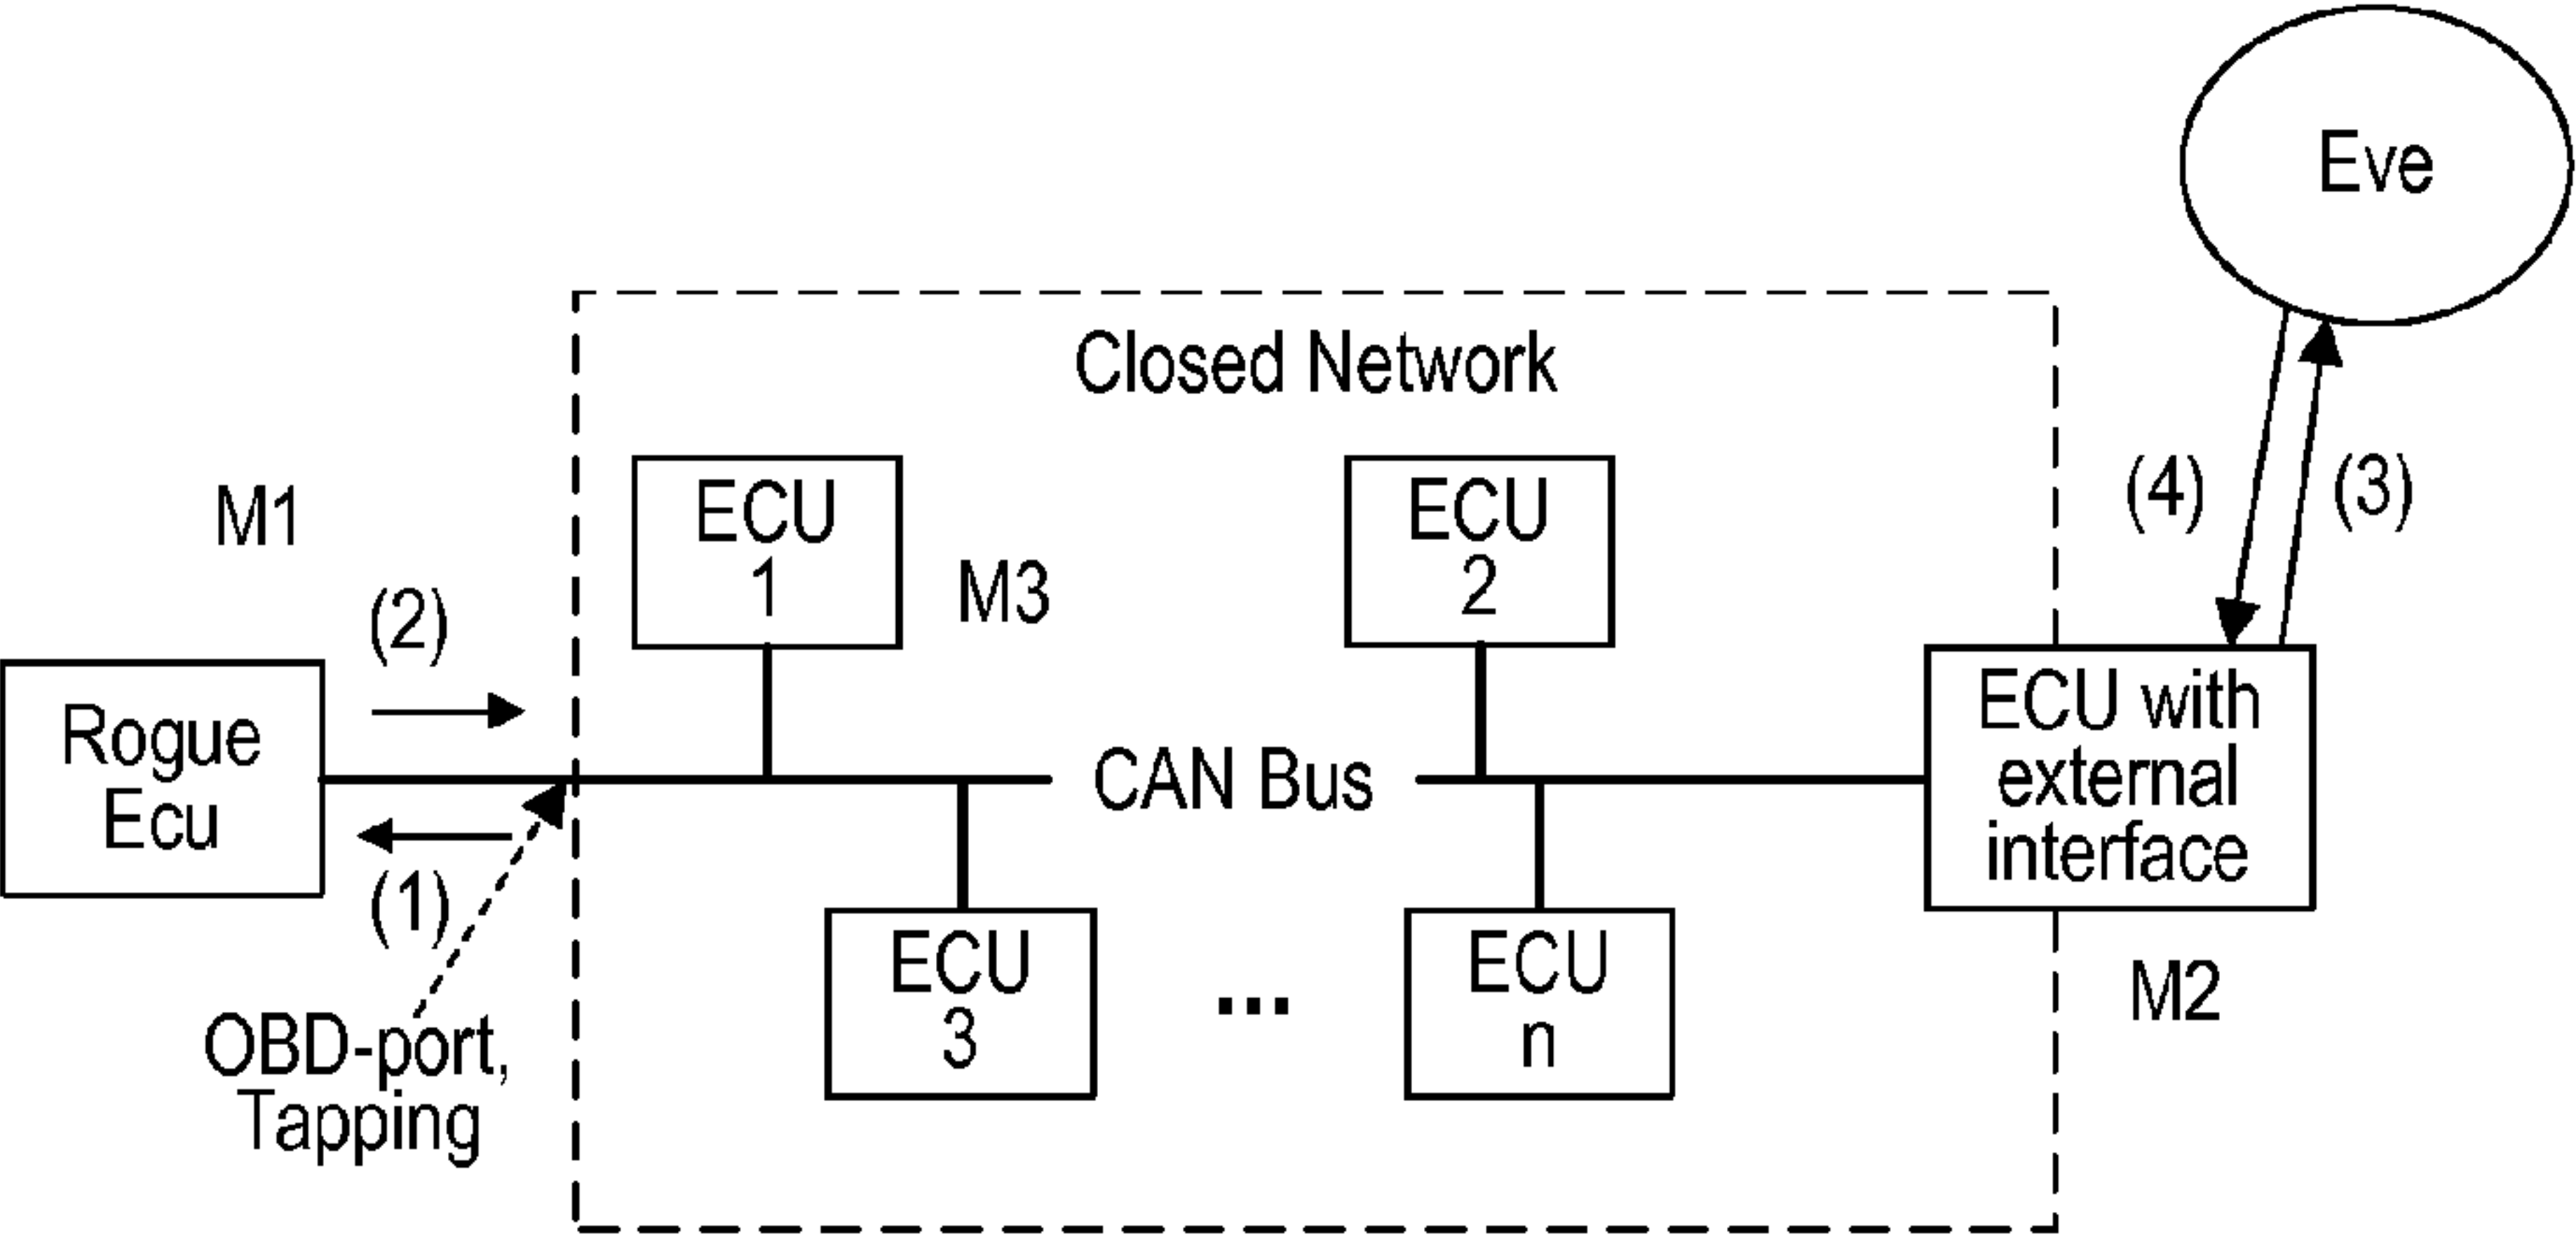 Eve
Closed Network
M1
ECU
1
M3
ECU
2
(4)
(3)
(2)
Rogue
Ecu
CAN Bus
ECU with
external
interface
(1)
ECU
3
...
ECU
n
M2
OBD-port,
Tapping